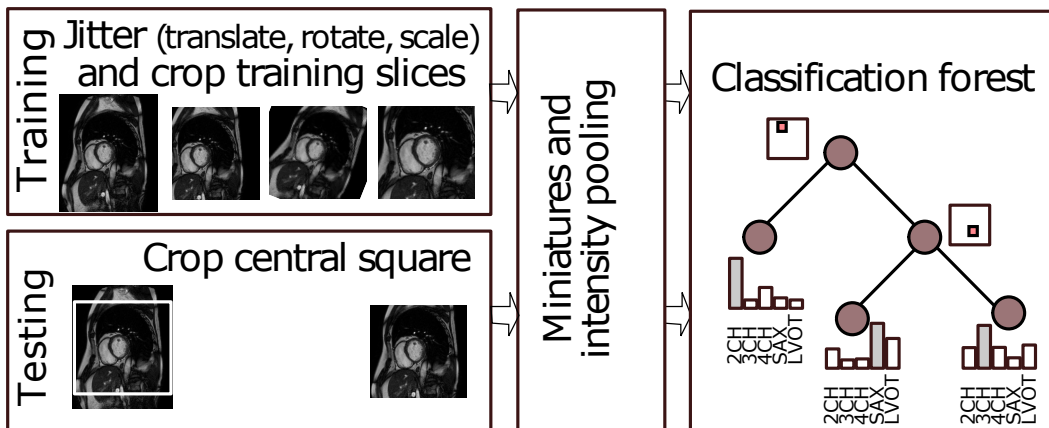 Training
Jitter (translate, rotate, scale)
and crop training slices
Testing
Crop central square
Miniatures and
intensity pooling
Classification forest
2CH
3CH
4CH
SAX
LVOT
2CH
3CH
4CH
SAX
LVOT
2CH
3CH
4CH
SAX
LVOT